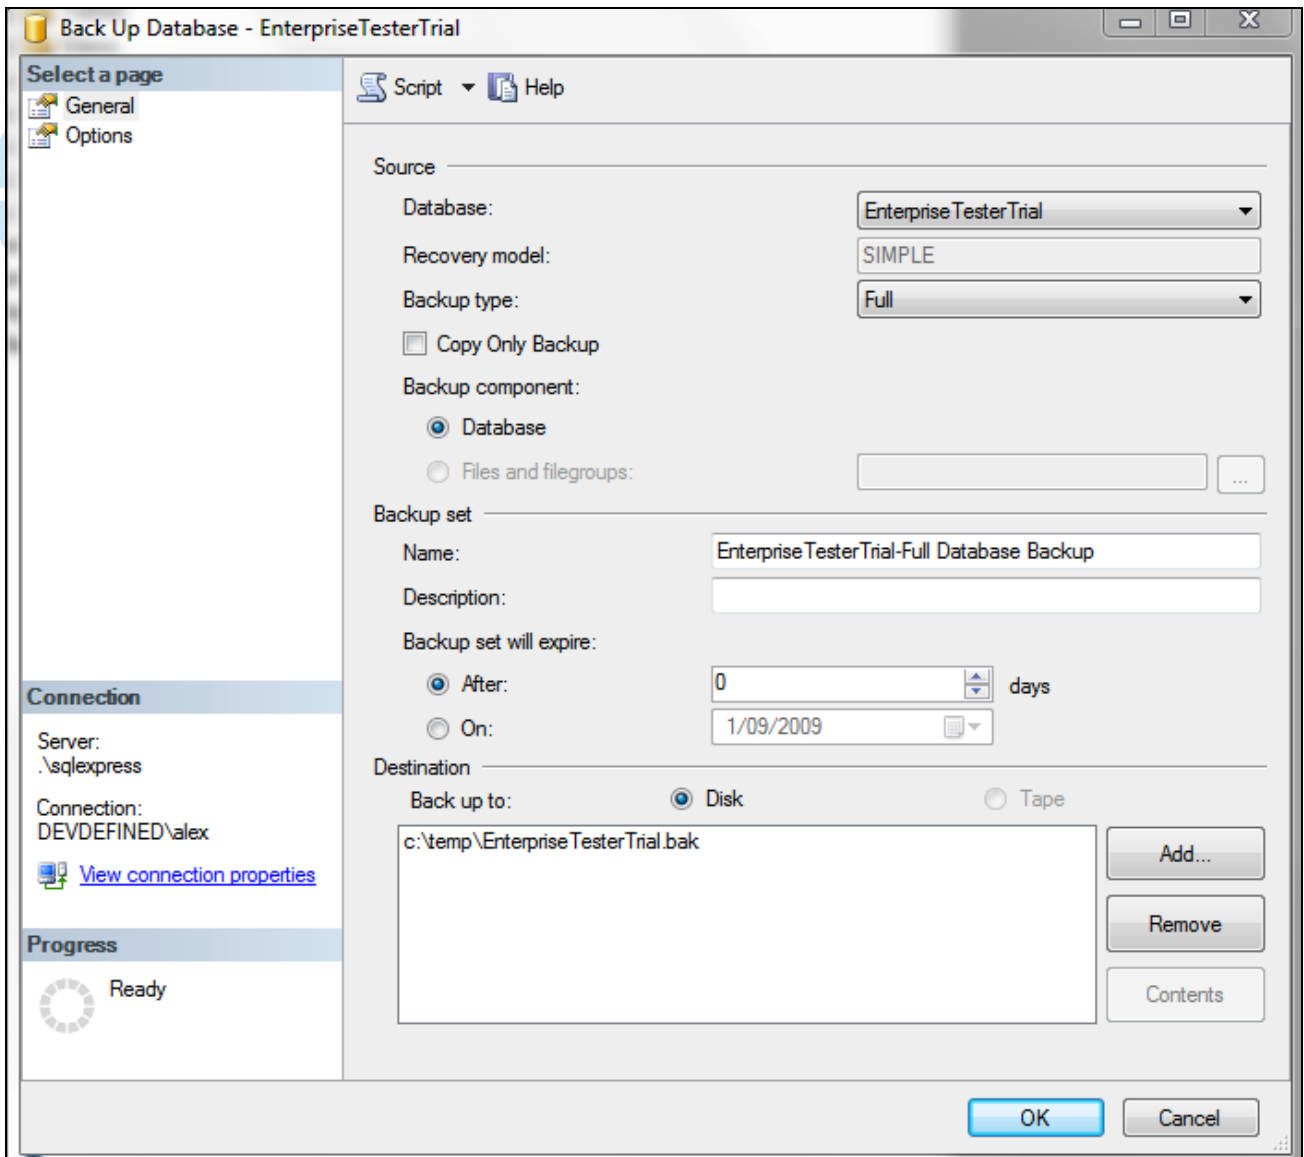 Back Up Database - EnterpriseTesterTrial
Select a page
General
Options
Script Help
Source
Database: EnterpriseTesterTrial
Recovery model: SIMPLE
Backup type: Full
Copy Only Backup
Backup component:
Database
Files and filegroups: ...
Backup set
Name: EnterpriseTesterTrial-Full Database Backup
Description:
Backup set will expire:
After: 0 days
On: 1/09/2009
Destination
Back up to: Disk Tape
c:\temp\EnterpriseTesterTrial.bak
Add...
Remove
Contents
Connection
Server:
.\sqlexpress
Connection:
DEVDEFINED\alex
View connection properties
Progress
Ready
OK Cancel